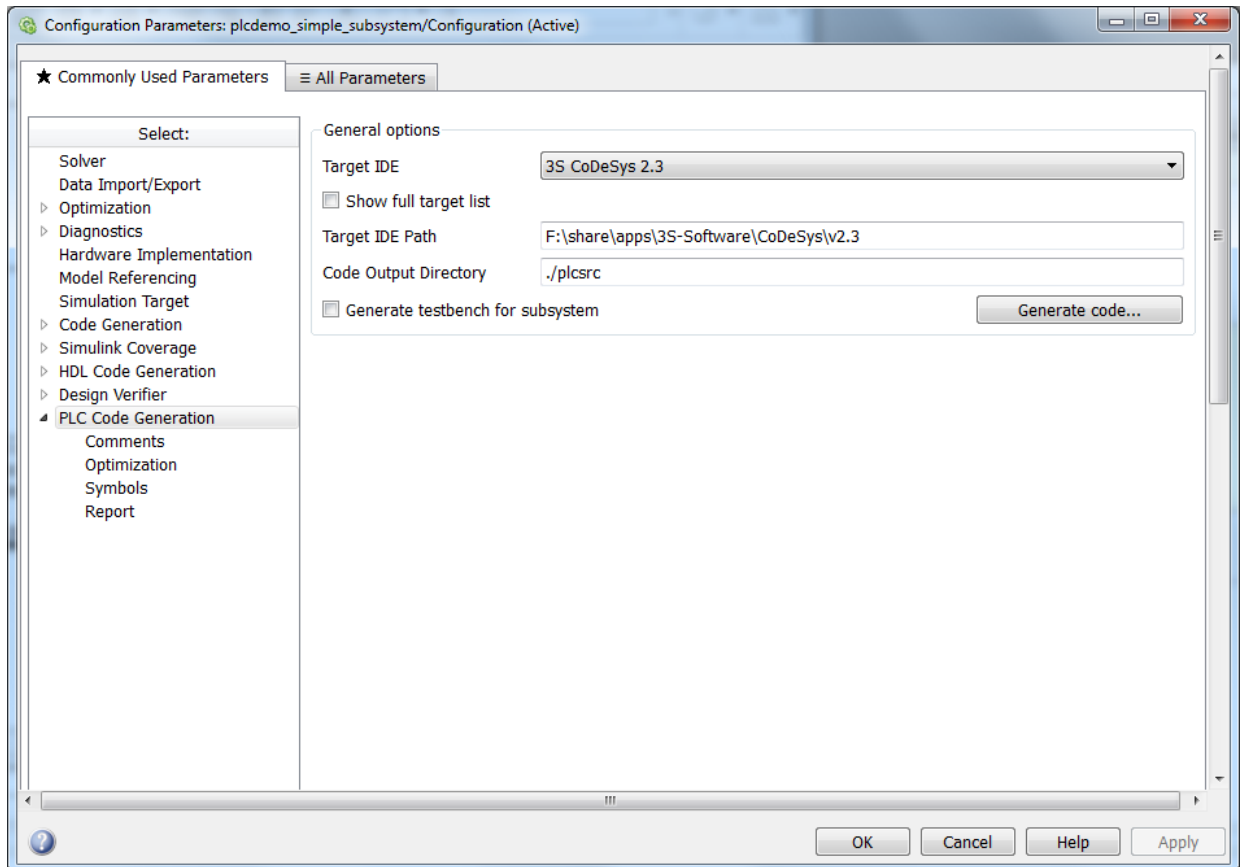 Configuration Parameters: plcdemo_simple_subsystem/Configuration (Active)
★ Commonly Used Parameters
≡ All Parameters
Select:
Solver
Data Import/Export
Optimization
Diagnostics
Hardware Implementation
Model Referencing
Simulation Target
Code Generation
Simulink Coverage
HDL Code Generation
Design Verifier
PLC Code Generation
Comments
Optimization
Symbols
Report
General options
Target IDE 3S CoDeSys 2.3
Show full target list
Target IDE Path F:\share\apps\3S-Software\CoDeSys\v2.3
Code Output Directory ./plcsrc
Generate testbench for subsystem Generate code...
OK Cancel Help Apply